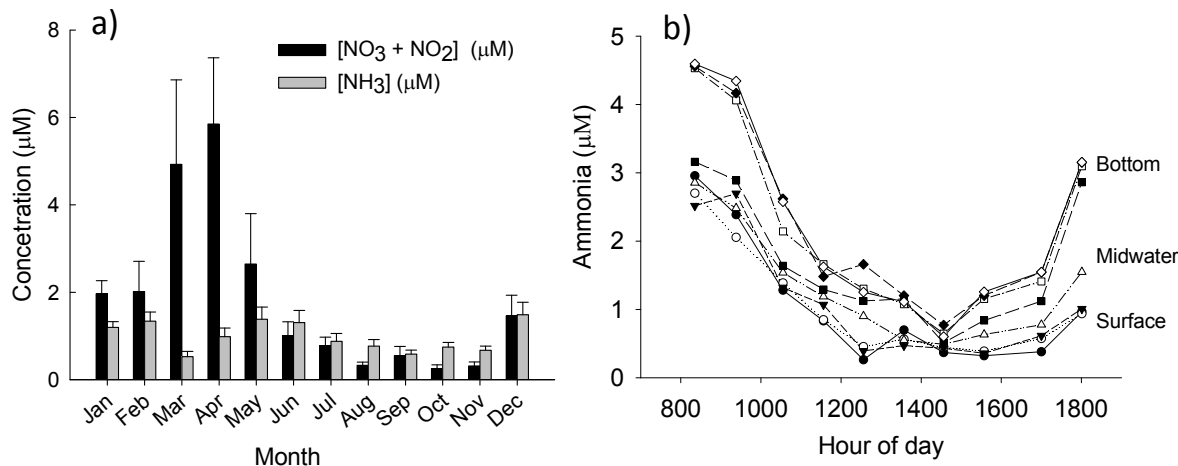 a)
[NO3 + NO2] (μM)
[NH3] (μM)
Concetration (μM)
8
6
4
2
0
Jan
Feb
Mar
Apr
May
Jun
Jul
Aug
Sep
Oct
Nov
Dec
Month
b)
Ammonia (μM)
5
4
3
2
1
0
Bottom
Midwater
Surface
800
1000
1200
1400
1600
1800
Hour of day